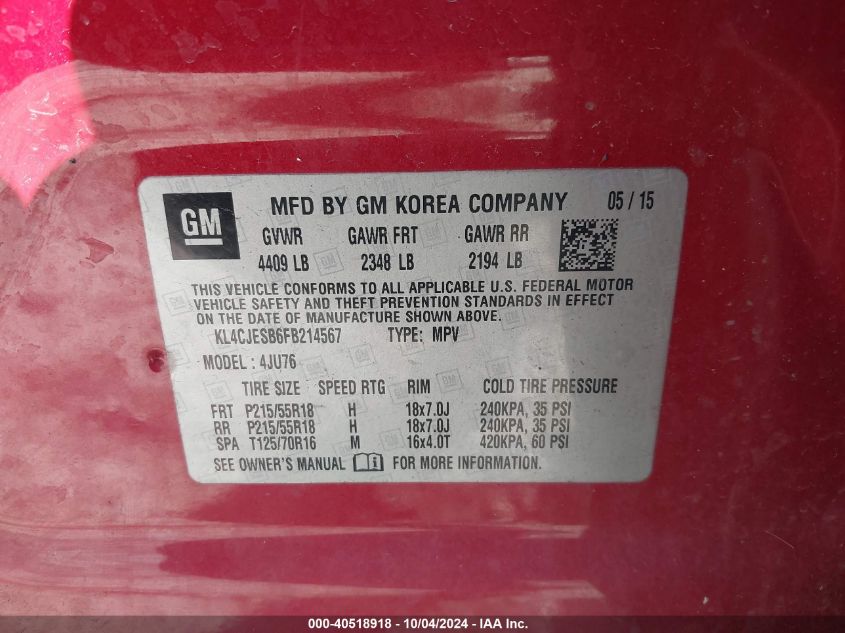 GM
MFD BY GM KOREA COMPANY 05 / 15
GVWR GAWR FRT GAWR RR
4409 LB 2348 LB 2194 LB
THIS VEHICLE CONFORMS TO ALL APPLICABLE U.S. FEDERAL MOTOR
VEHICLE SAFETY AND THEFT PREVENTION STANDARDS IN EFFECT
ON THE DATE OF MANUFACTURE SHOWN ABOVE.
KL4CJESB6FB214567 TYPE: MPV
MODEL: 4JU76
TIRE SIZE SPEED RTG RIM COLD TIRE PRESSURE
FRT P215/55R18 H 18x7.0J 240KPA, 35 PSI
RR P215/55R18 H 18x7.0J 240KPA, 35 PSI
SPA T125/70R16 M 16x4.0T 420KPA, 60 PSI
SEE OWNER'S MANUAL FOR MORE INFORMATION.
000-40518918 - 10/04/2024 - IAA Inc.